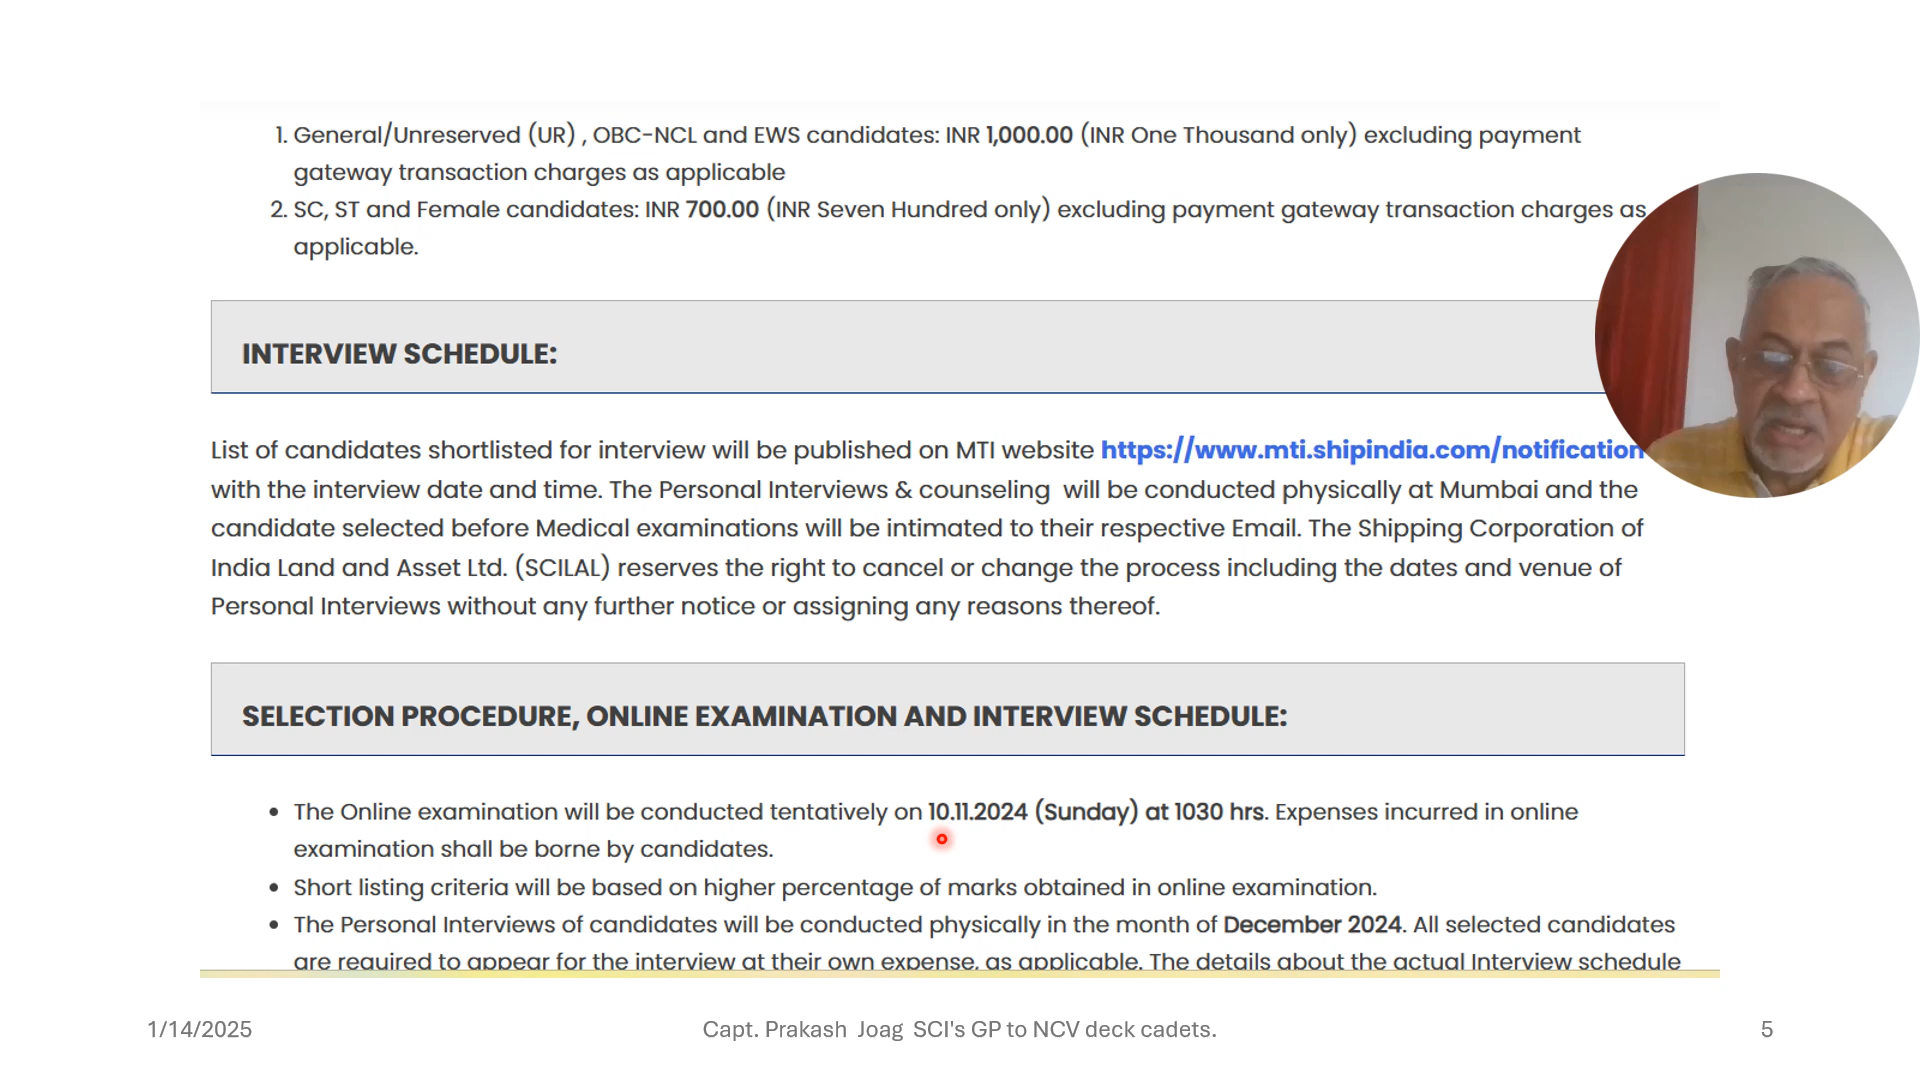 1. General/Unreserved (UR) , OBC-NCL and EWS candidates: INR 1,000.00 (INR One Thousand only) excluding payment
gateway transaction charges as applicable
2. SC, ST and Female candidates: INR 700.00 (INR Seven Hundred only) excluding payment gateway transaction charges as
applicable.
INTERVIEW SCHEDULE:
List of candidates shortlisted for interview will be published on MTI website https://www.mti.shipindia.com/notification
with the interview date and time. The Personal Interviews & counseling will be conducted physically at Mumbai and the
candidate selected before Medical examinations will be intimated to their respective Email. The Shipping Corporation of
India Land and Asset Ltd. (SCILAL) reserves the right to cancel or change the process including the dates and venue of
Personal Interviews without any further notice or assigning any reasons thereof.
SELECTION PROCEDURE, ONLINE EXAMINATION AND INTERVIEW SCHEDULE:
• The Online examination will be conducted tentatively on 10.11.2024 (Sunday) at 1030 hrs. Expenses incurred in online
examination shall be borne by candidates.
• Short listing criteria will be based on higher percentage of marks obtained in online examination.
• The Personal Interviews of candidates will be conducted physically in the month of December 2024. All selected candidates
are required to appear for the interview at their own expense, as applicable. The details about the actual Interview schedule
1/14/2025
Capt. Prakash Joag SCI's GP to NCV deck cadets.
5